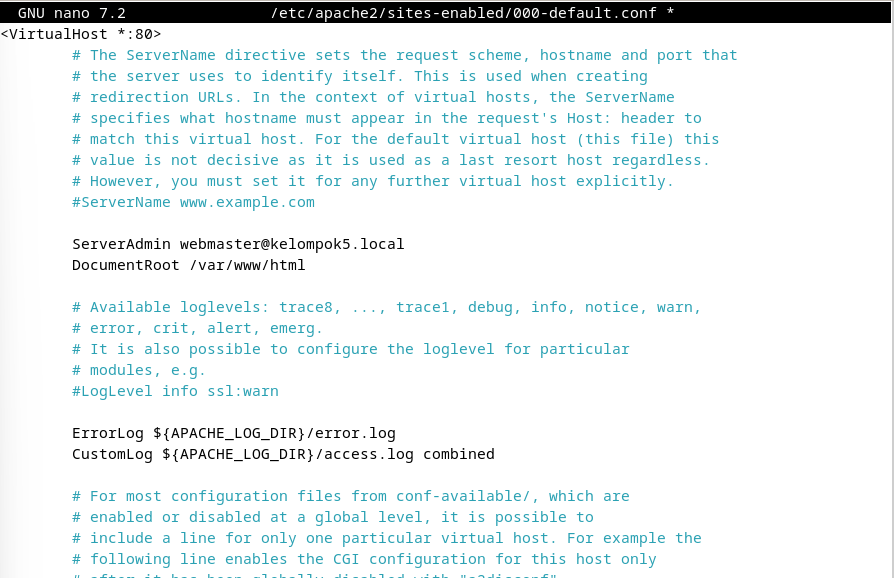 GNU nano 7.2 /etc/apache2/sites-enabled/000-default.conf *
<VirtualHost *:80>
# The ServerName directive sets the request scheme, hostname and port that
# the server uses to identify itself. This is used when creating
# redirection URLs. In the context of virtual hosts, the ServerName
# specifies what hostname must appear in the request's Host: header to
# match this virtual host. For the default virtual host (this file) this
# value is not decisive as it is used as a last resort host regardless.
# However, you must set it for any further virtual host explicitly.
#ServerName www.example.com
ServerAdmin webmaster@kelompok5.local
DocumentRoot /var/www/html
# Available loglevels: trace8, ..., trace1, debug, info, notice, warn,
# error, crit, alert, emerg.
# It is also possible to configure the loglevel for particular
# modules, e.g.
#LogLevel info ssl:warn
ErrorLog ${APACHE_LOG_DIR}/error.log
CustomLog ${APACHE_LOG_DIR}/access.log combined
# For most configuration files from conf-available/, which are
# enabled or disabled at a global level, it is possible to
# include a line for only one particular virtual host. For example the
# following line enables the CGI configuration for this host only
# after it has been globally disabled with "a2disconf".